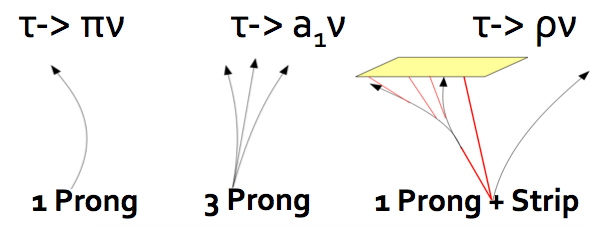 τ-> πν
τ-> a₁ν
τ-> ρν
1 Prong
3 Prong
1 Prong + Strip